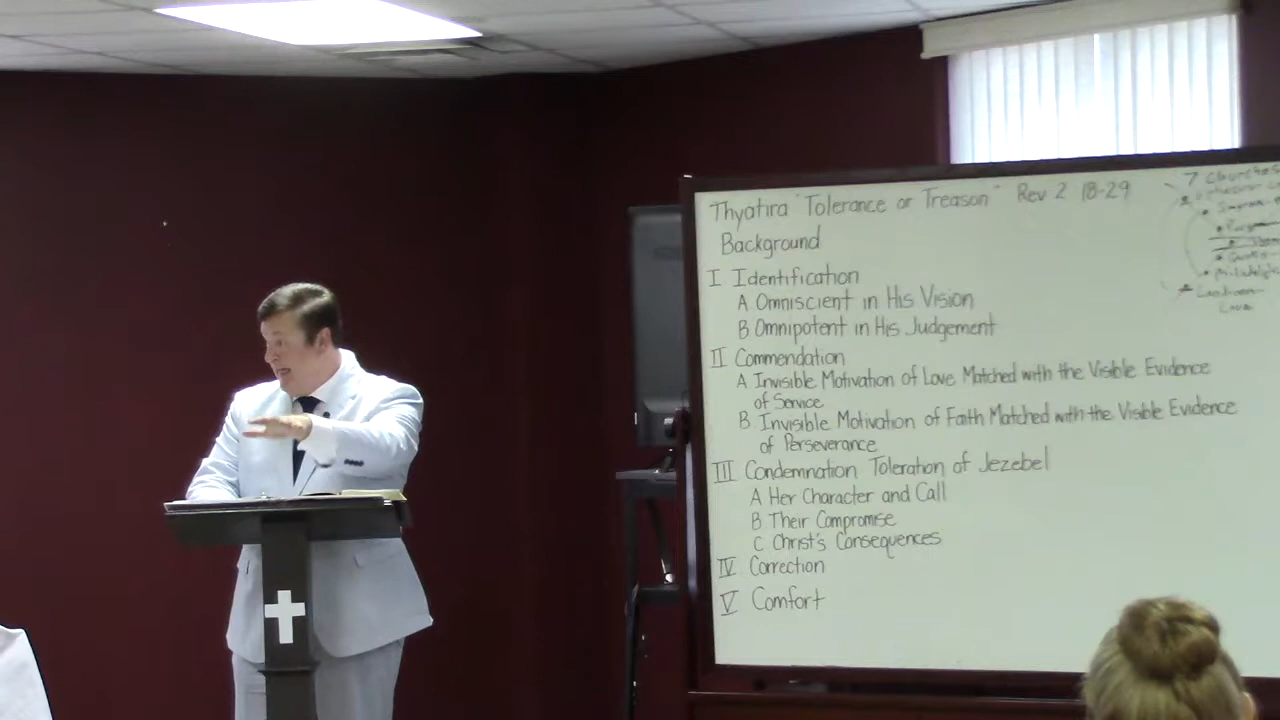 Thyatira "Tolerance or Treason" Rev 2 18-29
Background
I Identification
A Omniscient in His Vision
B Omnipotent in His Judgement
II Commendation
A Invisible Motivation of Love Matched with the Visible Evidence
of Service
B Invisible Motivation of Faith Matched with the Visible Evidence
of Perseverance
III Condemnation Toleration of Jezebel
A Her Character and Call
B Their Compromise
C Christ's Consequences
IV Correction
V Comfort
7 Churches